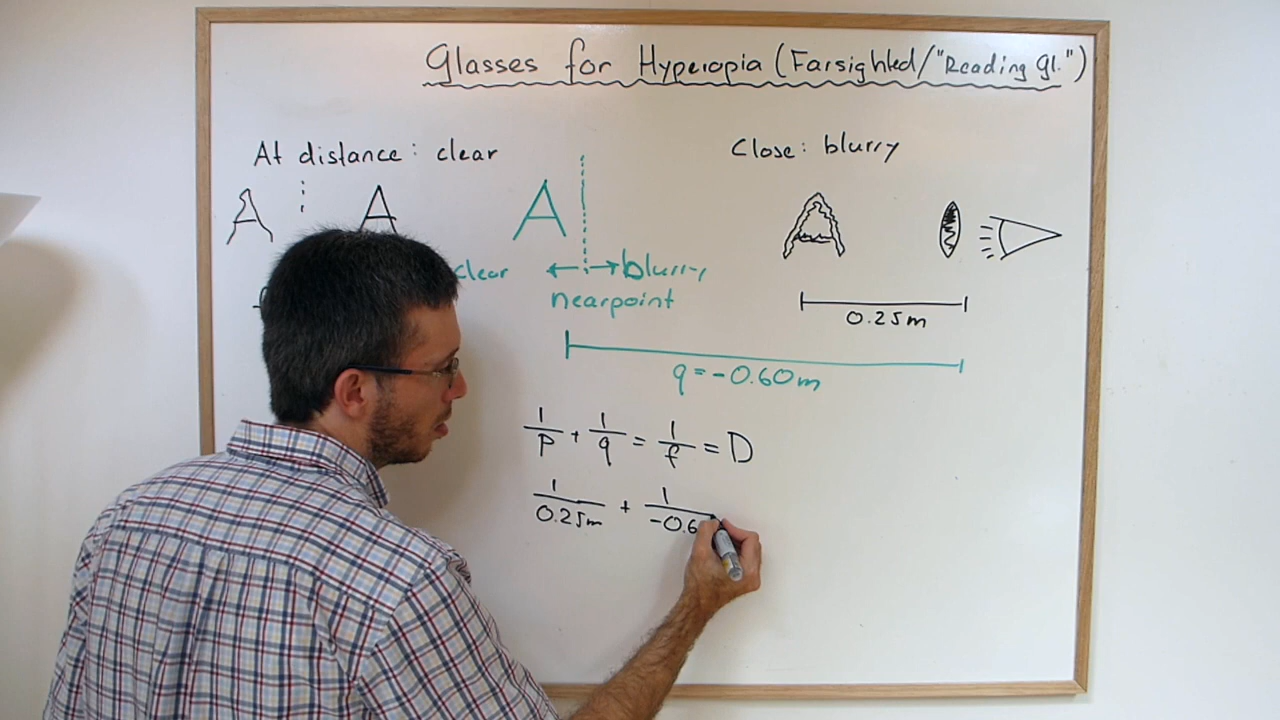 Glasses for Hyperopia (Farsighted/"Reading Gl.")
At distance: clear
Close: blurry
A A A A
clear ← → blurry
nearpoint
0.25m
q = -0.60m
1/p + 1/q = 1/f = D
1/0.25m + 1/-0.6